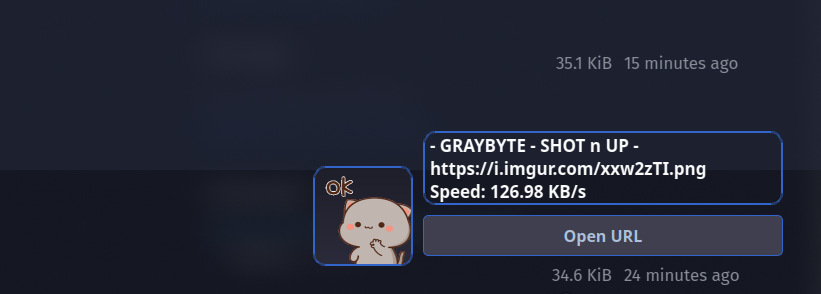 35.1 KiB 15 minutes ago
- GRAYBYTE - SHOT n UP -
https://i.imgur.com/xxw2zTI.png
Speed: 126.98 KB/s
ok
Open URL
34.6 KiB 24 minutes ago